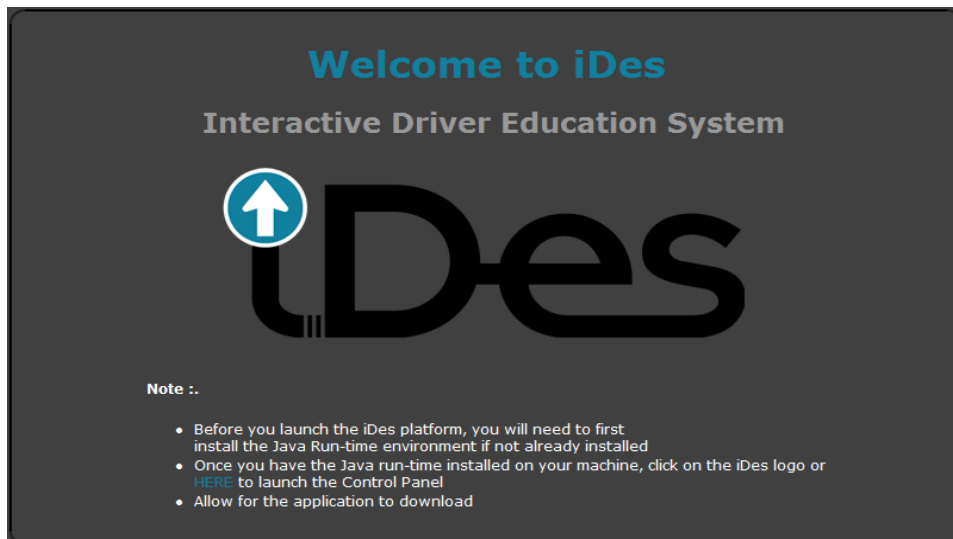 Welcome to iDes
Interactive Driver Education System
iDes
Note :.
Before you launch the iDes platform, you will need to first
install the Java Run-time environment if not already installed
Once you have the Java run-time installed on your machine, click on the iDes logo or
HERE to launch the Control Panel
Allow for the application to download